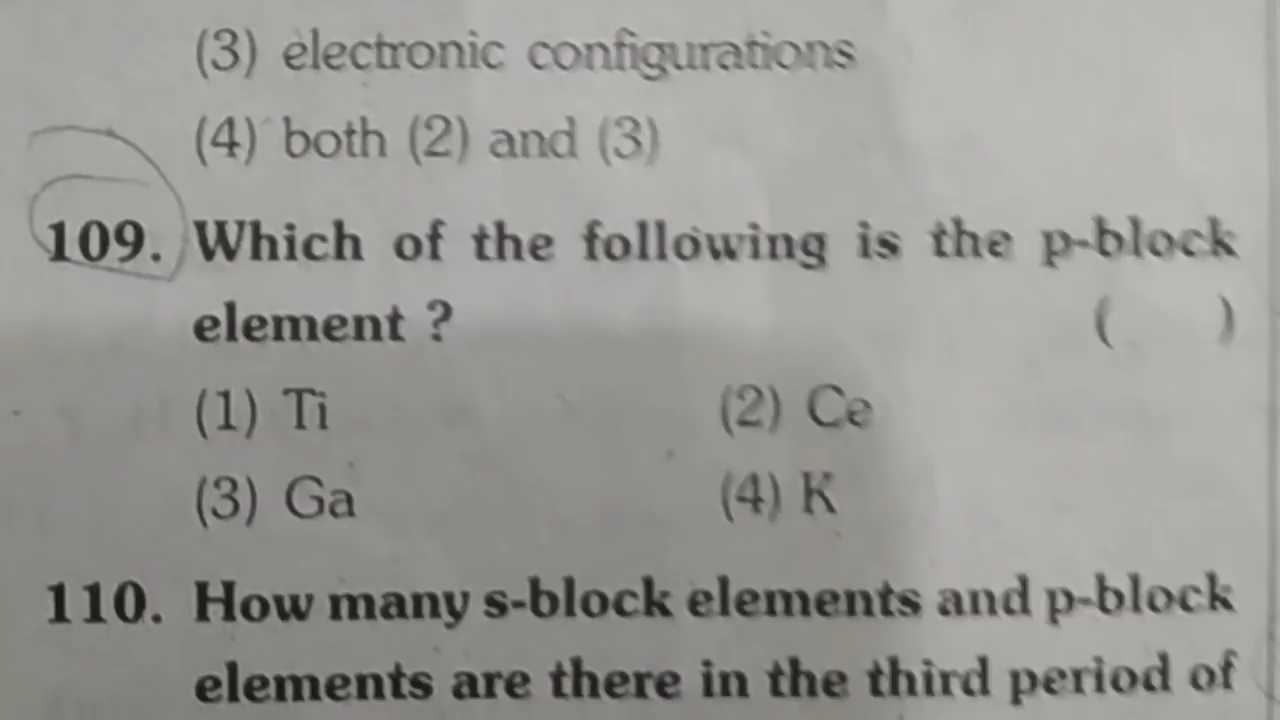 (3) electronic configurations
(4) both (2) and (3)
109. Which of the following is the p-block
element ? ( )
(1) Ti (2) Ce
(3) Ga (4) K
110. How many s-block elements and p-block
elements are there in the third period of